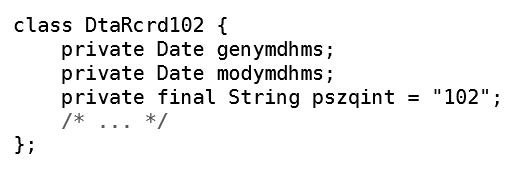 class DtaRcrd102 {
    private Date genymdhms;
    private Date modymdhms;
    private final String pszqint = "102";
    /* ... */
};